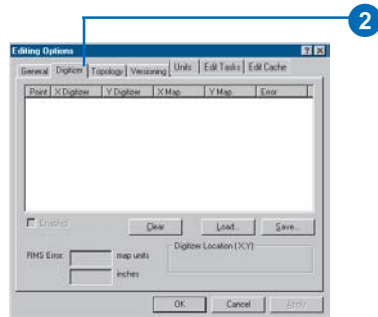 2
Editing Options
General Digitizer Topology Versioning Units Edit Tasks Edit Cache
Point X Digitizer Y Digitizer X Map Y Map Error
Enabled Clear Load... Save...
Digitizer Location (X,Y)
RMS Error: map units
inches
OK Cancel Apply